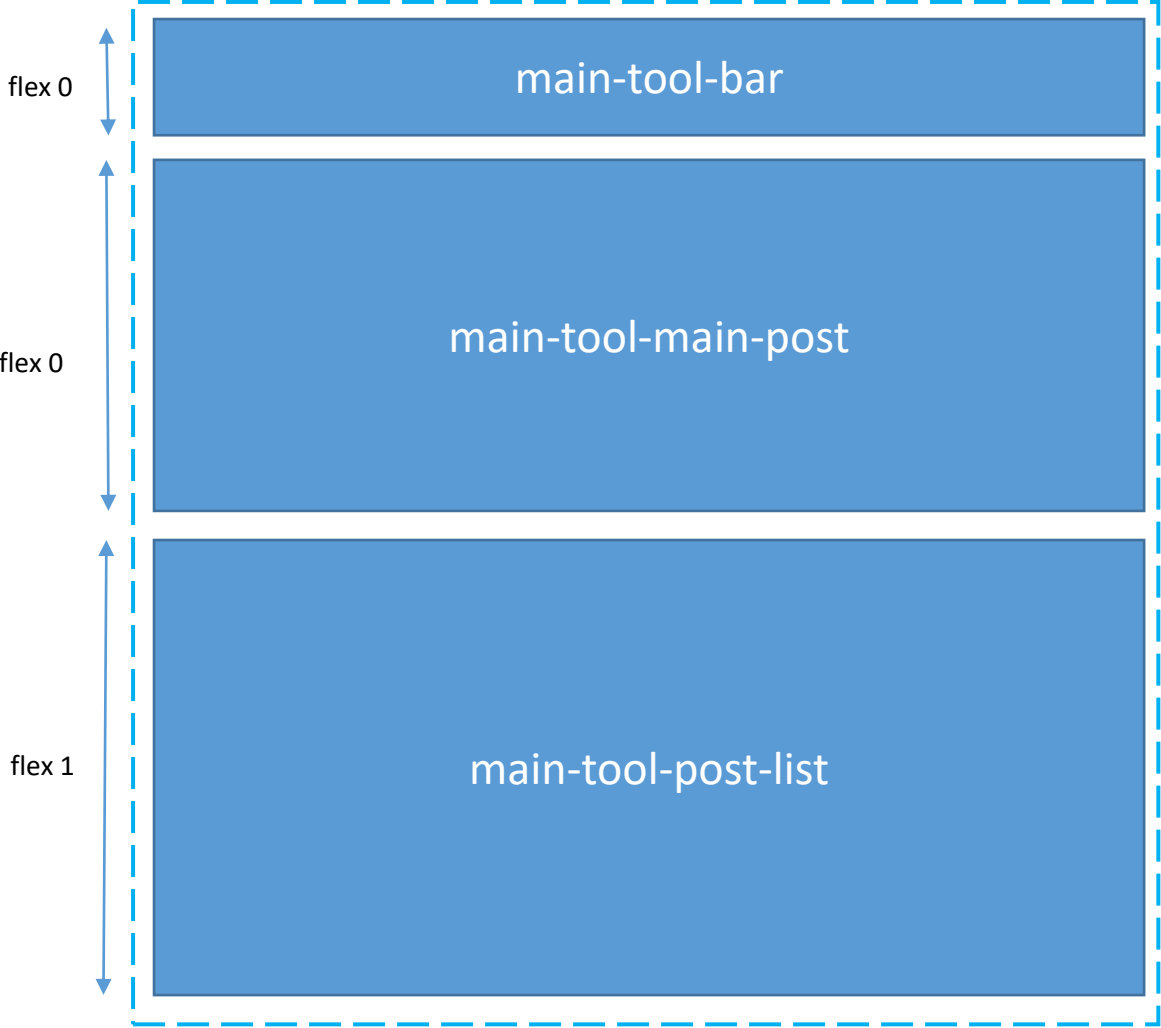 main-tool-bar
flex 0
main-tool-main-post
flex 0
main-tool-post-list
flex 1